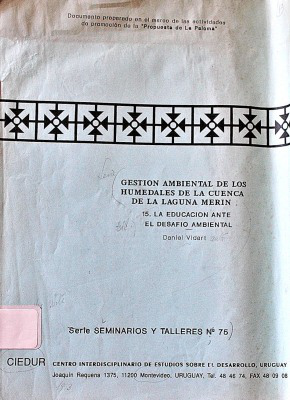 Documento preparado en el marco de las actividades
de promoción de la "Propuesta de La Paloma"
GESTION AMBIENTAL DE LOS
HUMEDALES DE LA CUENCA
DE LA LAGUNA MERIN
15. LA EDUCACION ANTE
EL DESAFIO AMBIENTAL
Daniel Vidart
Serie SEMINARIOS Y TALLERES Nº 75
CIEDUR CENTRO INTERDISCIPLINARIO DE ESTUDIOS SOBRE EL DESARROLLO, URUGUAY
Joaquín Requena 1375, 11200 Montevideo, URUGUAY, Tel. 48 46 74, FAX 48 09 08